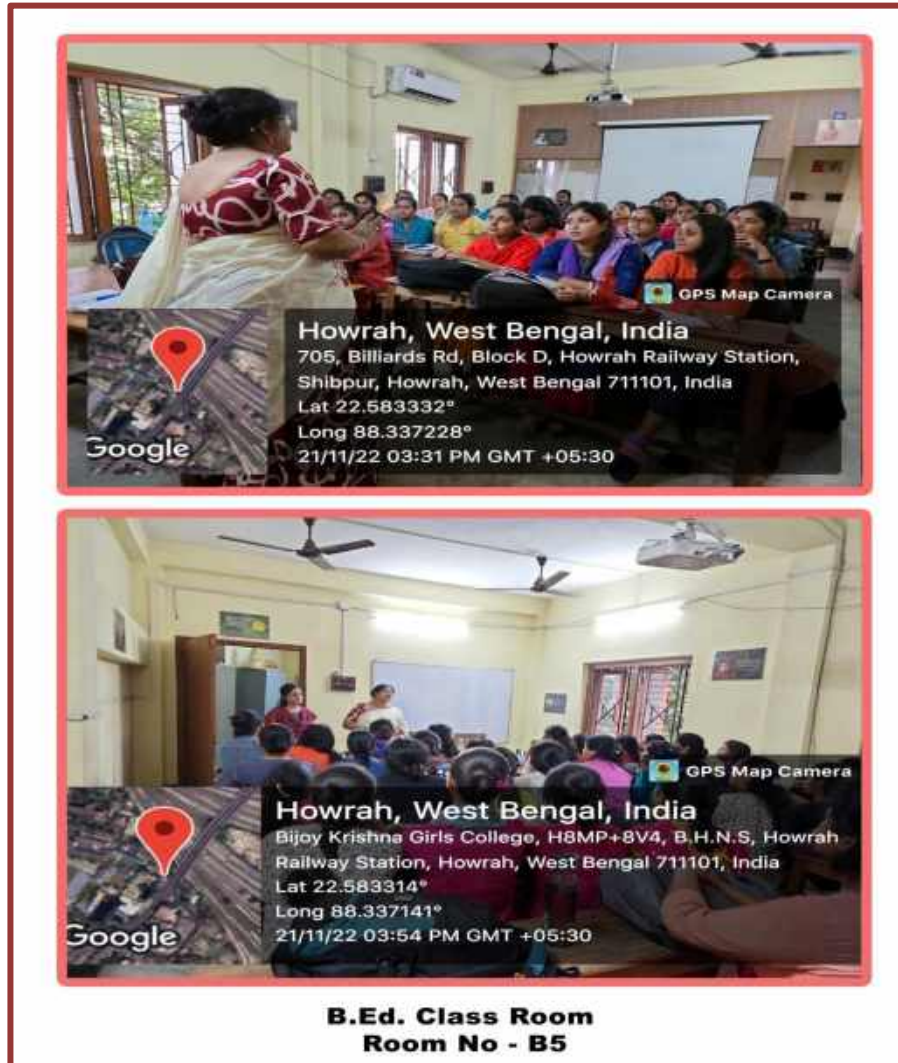 GPS Map Camera
Howrah, West Bengal, India
705, Billiards Rd, Block D, Howrah Railway Station,
Shibpur, Howrah, West Bengal 711101, India
Lat 22.583332°
Long 88.337228°
21/11/22 03:31 PM GMT +05:30
Google
GPS Map Camera
Howrah, West Bengal, India
Bijoy Krishna Girls College, H8MP+8V4, B.H.N.S, Howrah
Railway Station, Howrah, West Bengal 711101, India
Lat 22.583314°
Long 88.337141°
21/11/22 03:54 PM GMT +05:30
Google
B.Ed. Class Room
Room No - B5